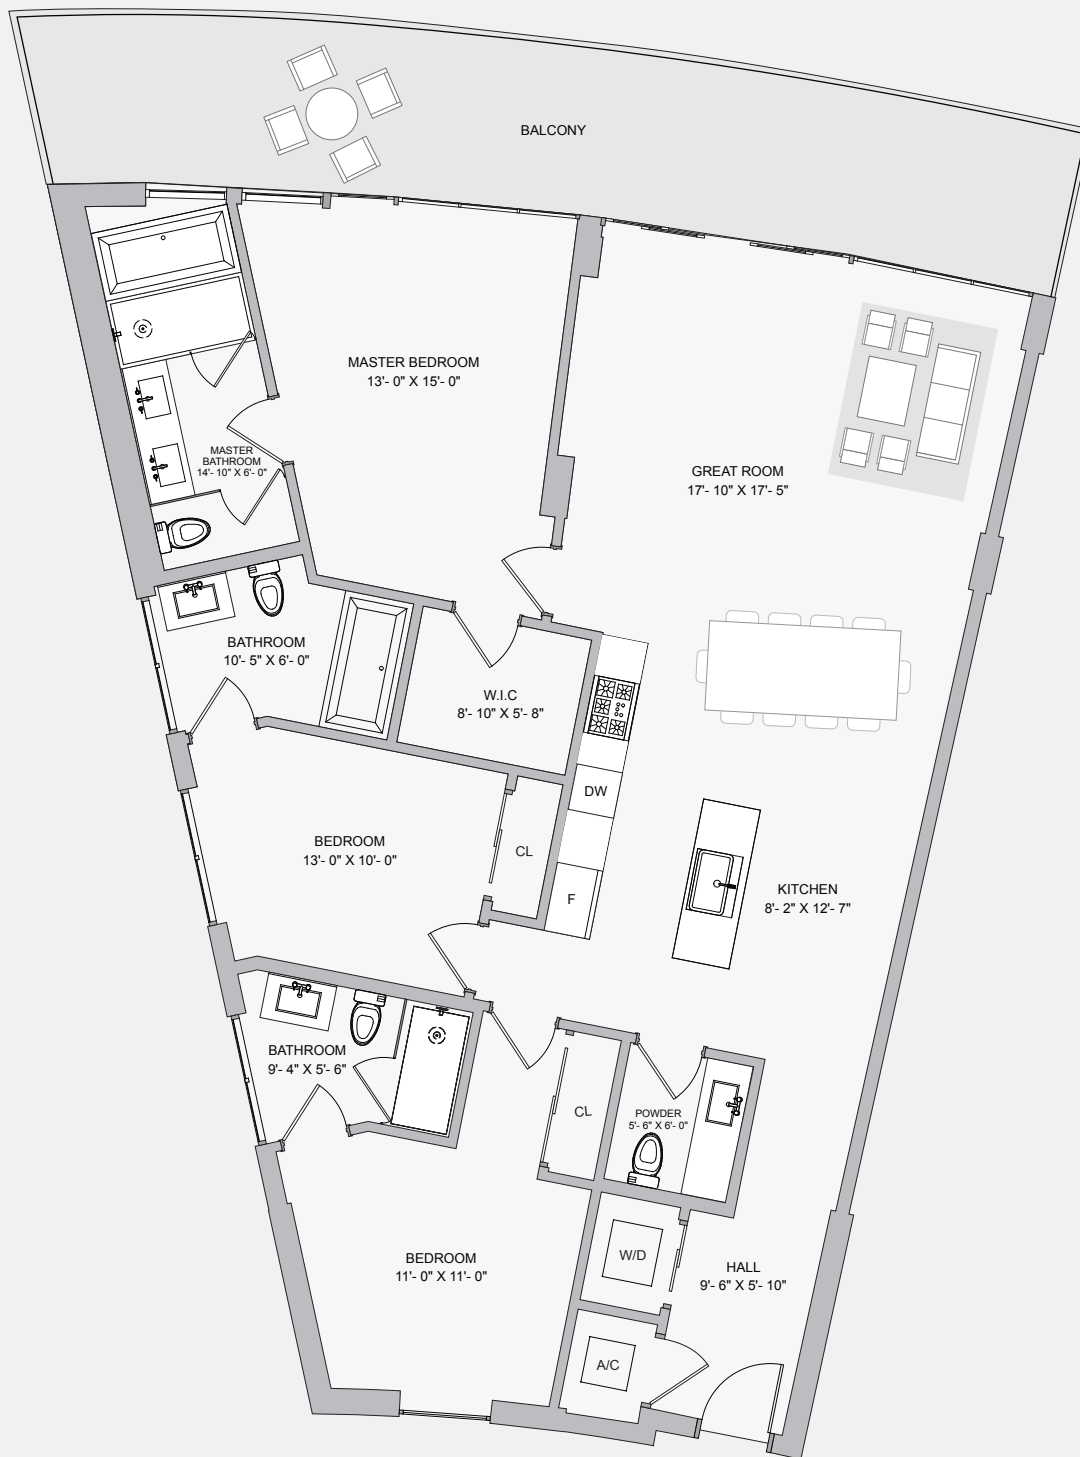 BALCONY
MASTER BEDROOM
13'- 0" X 15'- 0"
MASTER
BATHROOM
14'- 10" X 6'- 0"
GREAT ROOM
17'- 10" X 17'- 5"
BATHROOM
10'- 5" X 6'- 0"
W.I.C
8'- 10" X 5'- 8"
DW
BEDROOM
13'- 0" X 10'- 0"
CL
F
KITCHEN
8'- 2" X 12'- 7"
BATHROOM
9'- 4" X 5'- 6"
CL
POWDER
5'- 6" X 6'- 0"
W/D
BEDROOM
11'- 0" X 11'- 0"
HALL
9'- 6" X 5'- 10"
A/C